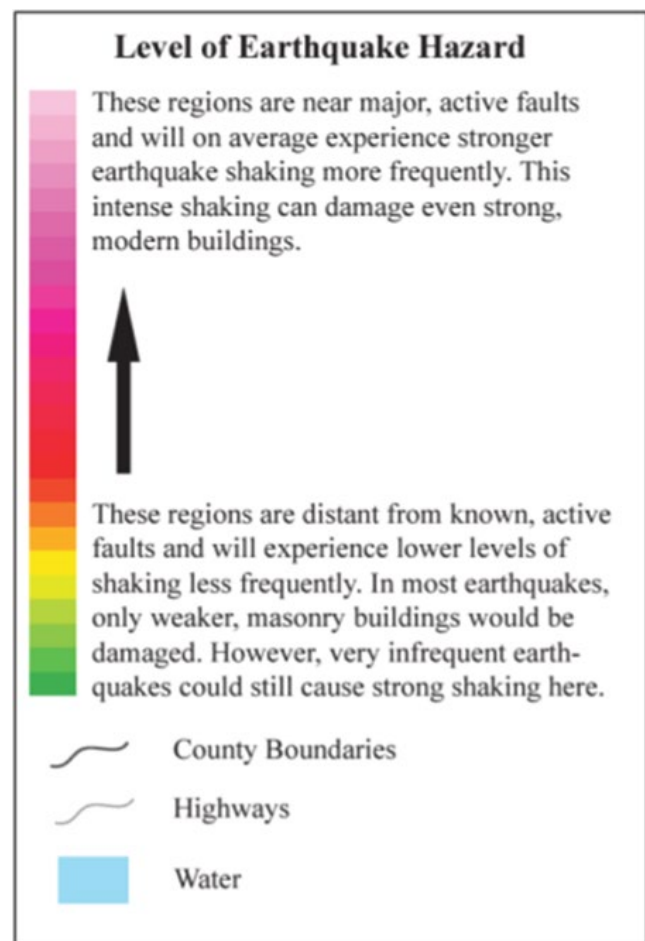 Level of Earthquake Hazard
These regions are near major, active faults
and will on average experience stronger
earthquake shaking more frequently. This
intense shaking can damage even strong,
modern buildings.
These regions are distant from known, active
faults and will experience lower levels of
shaking less frequently. In most earthquakes,
only weaker, masonry buildings would be
damaged. However, very infrequent earth-
quakes could still cause strong shaking here.
County Boundaries
Highways
Water